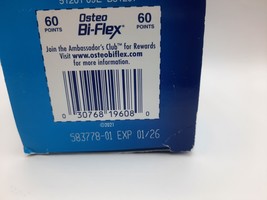 60 Osteo 60
POINTS Bi-Flex® POINTS
Join the Ambassador's Club™ for Rewards
Visit www.osteobiflex.com
for more information.
0 30768 19608 0
583778-01 EXP 01/26